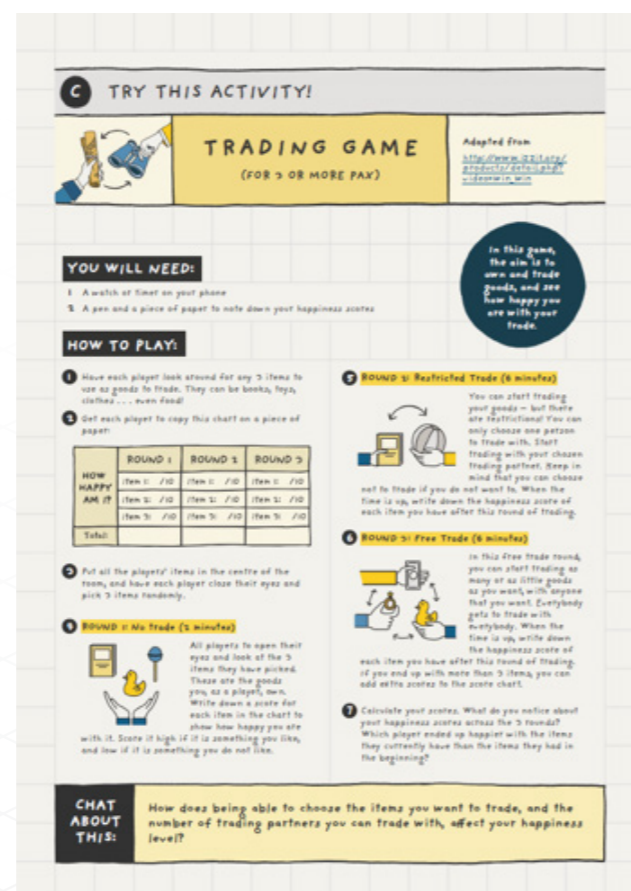 C TRY THIS ACTIVITY!
TRADING GAME
(FOR 3 OR MORE PAX)
Adapted from
http://www.izzit.org/
products/detail.php?
video=win_win
In this game,
the aim is to
own and trade
goods, and see
how happy you
are with your
trade.
YOU WILL NEED:
1 A watch or timer on your phone
2 A pen and a piece of paper to note down your happiness scores
HOW TO PLAY:
1 Have each player look around for any 3 items to
use as goods to trade. They can be books, toys,
clothes . . . even food!
2 Get each player to copy this chart on a piece of
paper:
HOW
HAPPY
AM I?
ROUND 1 ROUND 2 ROUND 3
Item 1: /10 Item 1: /10 Item 1: /10
Item 2: /10 Item 2: /10 Item 2: /10
Item 3: /10 Item 3: /10 Item 3: /10
Total:
3 Put all the players' items in the centre of the
room, and have each player close their eyes and
pick 3 items randomly.
4 ROUND 1: No Trade (2 minutes)
All players to open their
eyes and look at the 3
items they have picked.
These are the goods
you, as a player, own.
Write down a score for
each item in the chart to
show how happy you are
with it. Score it high if it is something you like,
and low if it is something you do not like.
5 ROUND 2: Restricted Trade (6 minutes)
You can start trading
your goods – but there
are restrictions! You can
only choose one person
to trade with. Start
trading with your chosen
trading partner. Keep in
mind that you can choose
not to trade if you do not want to. When the
time is up, write down the happiness score of
each item you have after this round of trading.
6 ROUND 3: Free Trade (6 minutes)
In this free trade round,
you can start trading as
many or as little goods
as you want, with anyone
that you want. Everybody
gets to trade with
everybody. When the
time is up, write down
the happiness score of
each item you have after this round of trading.
If you end up with more than 3 items, you can
add extra scores to the score chart.
7 Calculate your scores. What do you notice about
your happiness scores across the 3 rounds?
Which player ended up happier with the items
they currently have than the items they had in
the beginning?
CHAT
ABOUT
THIS:
How does being able to choose the items you want to trade, and the
number of trading partners you can trade with, affect your happiness
level?